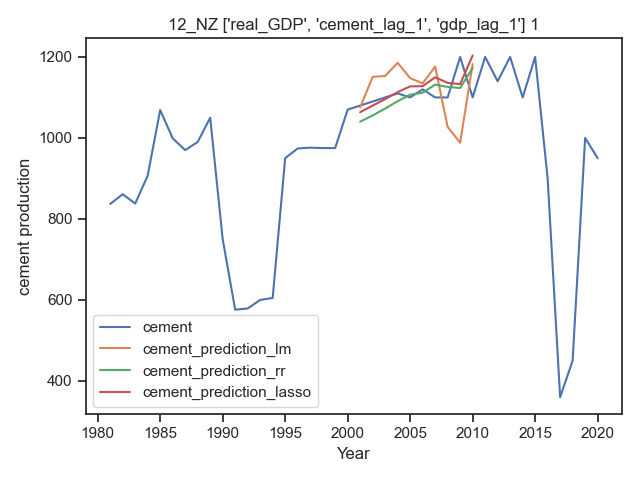 12_NZ ['real_GDP', 'cement_lag_1', 'gdp_lag_1'] 1
1200
1000
800
600
400
cement production
cement
cement_prediction_lm
cement_prediction_rr
cement_prediction_lasso
1980 1985 1990 1995 2000 2005 2010 2015 2020
Year